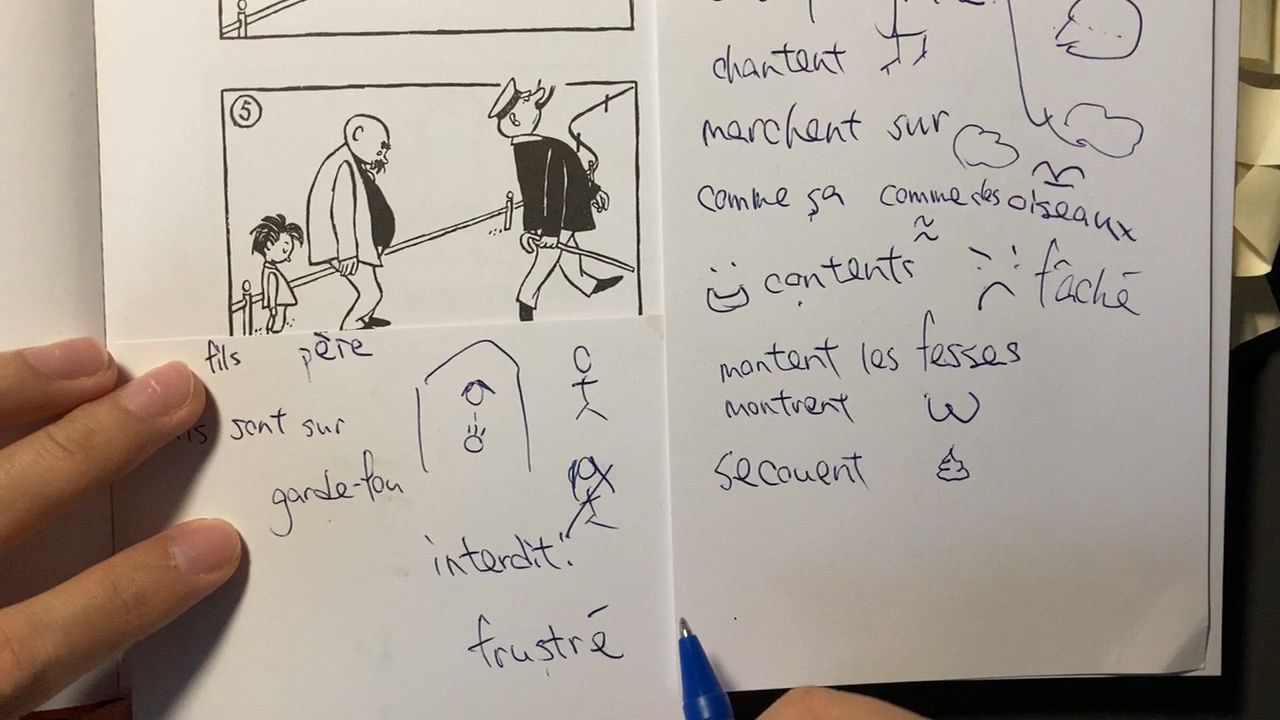 5
fils père
sont sur
garde-fou
interdit!
frustré
chantent
marchent sur
comme ça comme des oiseaux
contents fâché
montent les fesses
montrent
secouent